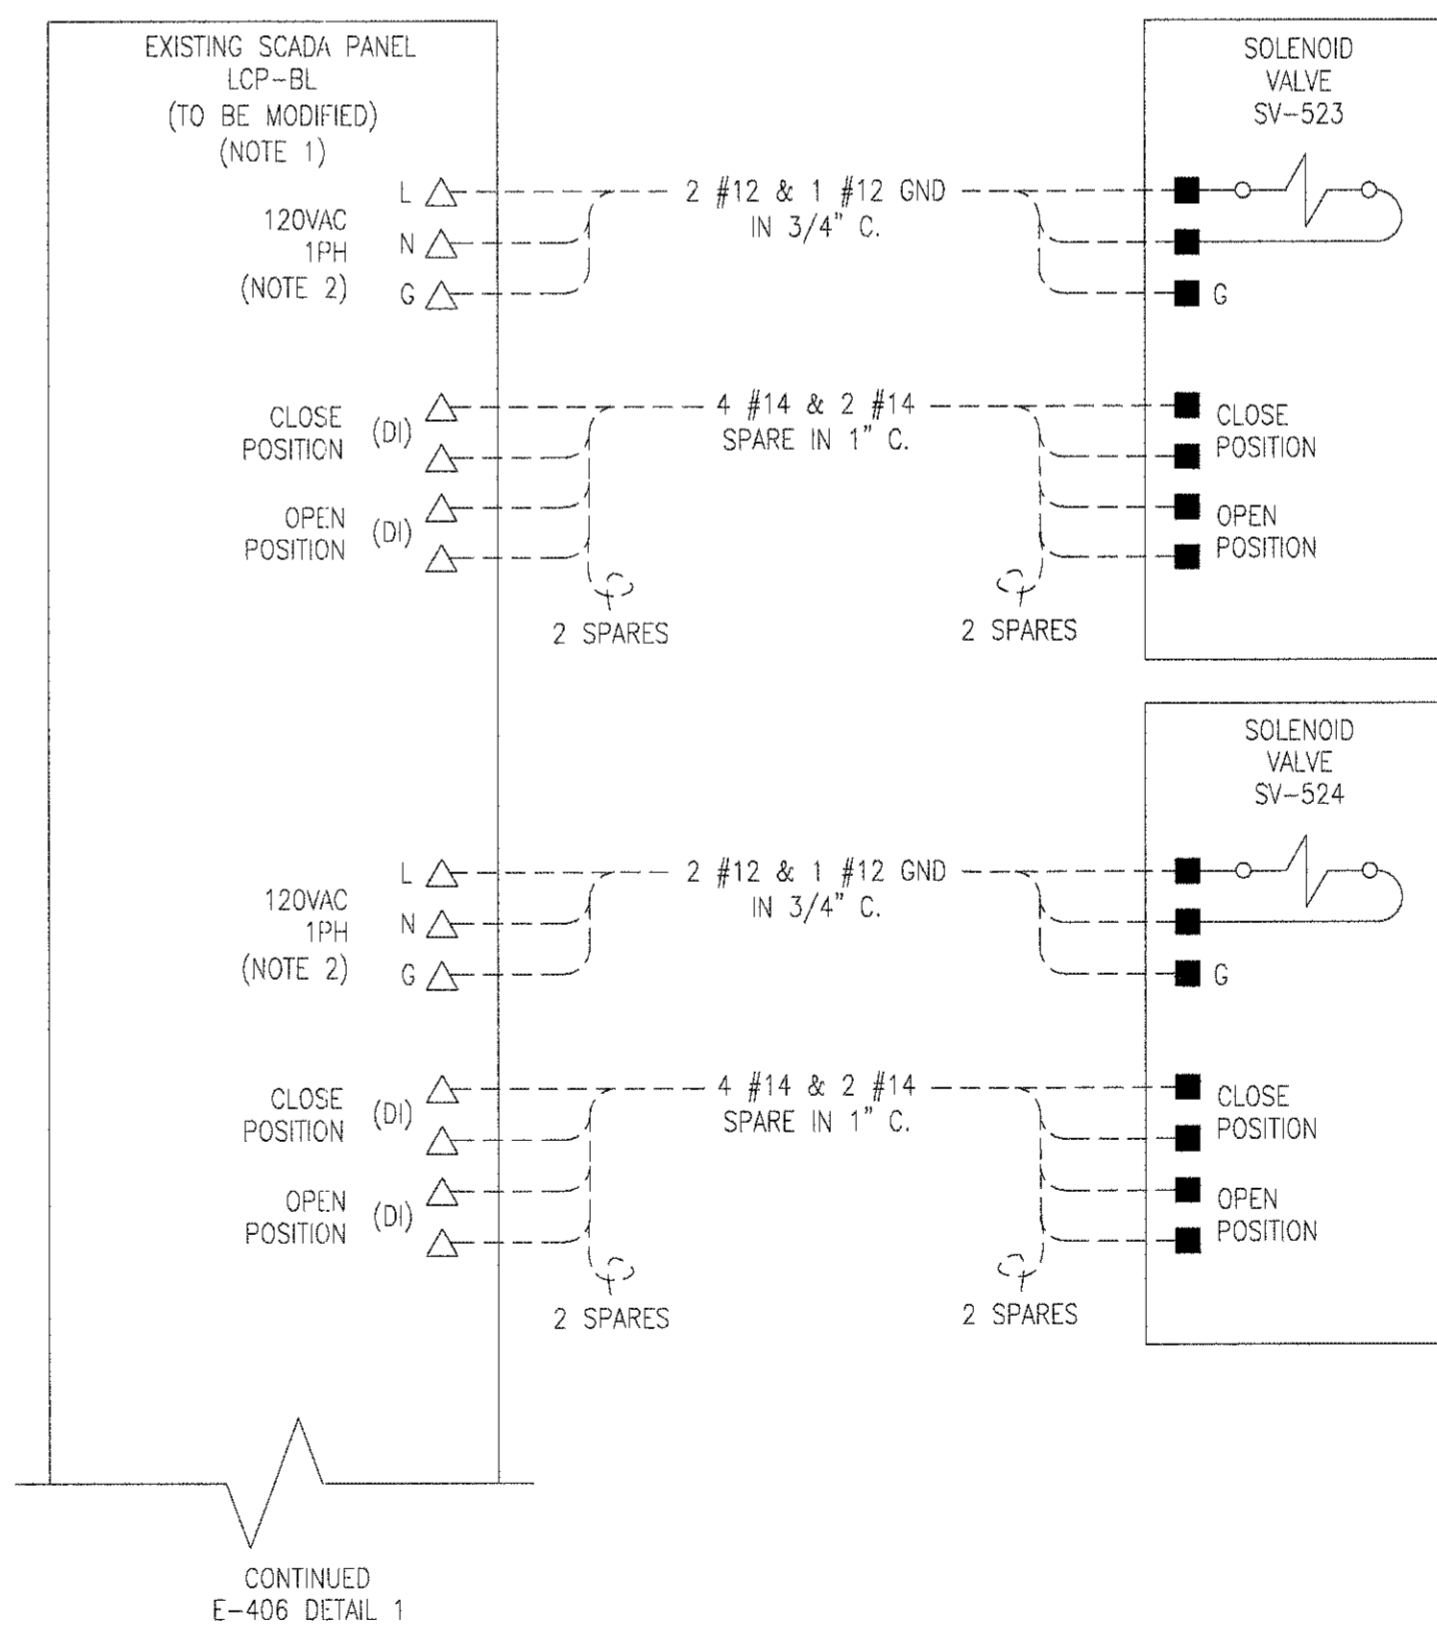 EXISTING SCADA PANEL
LCP-BL
(TO BE MODIFIED)
(NOTE 1)
L
120VAC
1PH
(NOTE 2)
N
G
2 #12 & 1 #12 GND
IN 3/4" C.
SOLENOID
VALVE
SV-523
G
CLOSE
POSITION
(DI)
OPEN
POSITION
(DI)
4 #14 & 2 #14
SPARE IN 1" C.
CLOSE
POSITION
OPEN
POSITION
2 SPARES
2 SPARES
SOLENOID
VALVE
SV-524
L
120VAC
1PH
(NOTE 2)
N
G
2 #12 & 1 #12 GND
IN 3/4" C.
G
CLOSE
POSITION
(DI)
OPEN
POSITION
(DI)
4 #14 & 2 #14
SPARE IN 1" C.
CLOSE
POSITION
OPEN
POSITION
2 SPARES
2 SPARES
CONTINUED
E-406 DETAIL 1